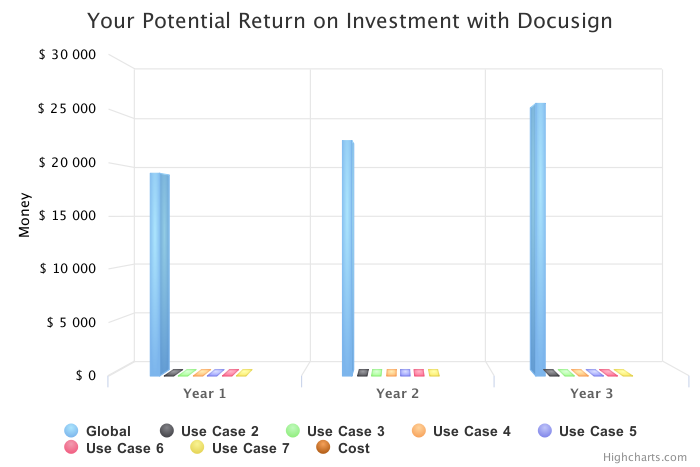 Your Potential Return on Investment with Docusign
$ 30 000
$ 25 000
$ 20 000
$ 15 000
$ 10 000
$ 5 000
$ 0
Money
Year 1
Year 2
Year 3
Global
Use Case 2
Use Case 3
Use Case 4
Use Case 5
Use Case 6
Use Case 7
Cost
Highcharts.com